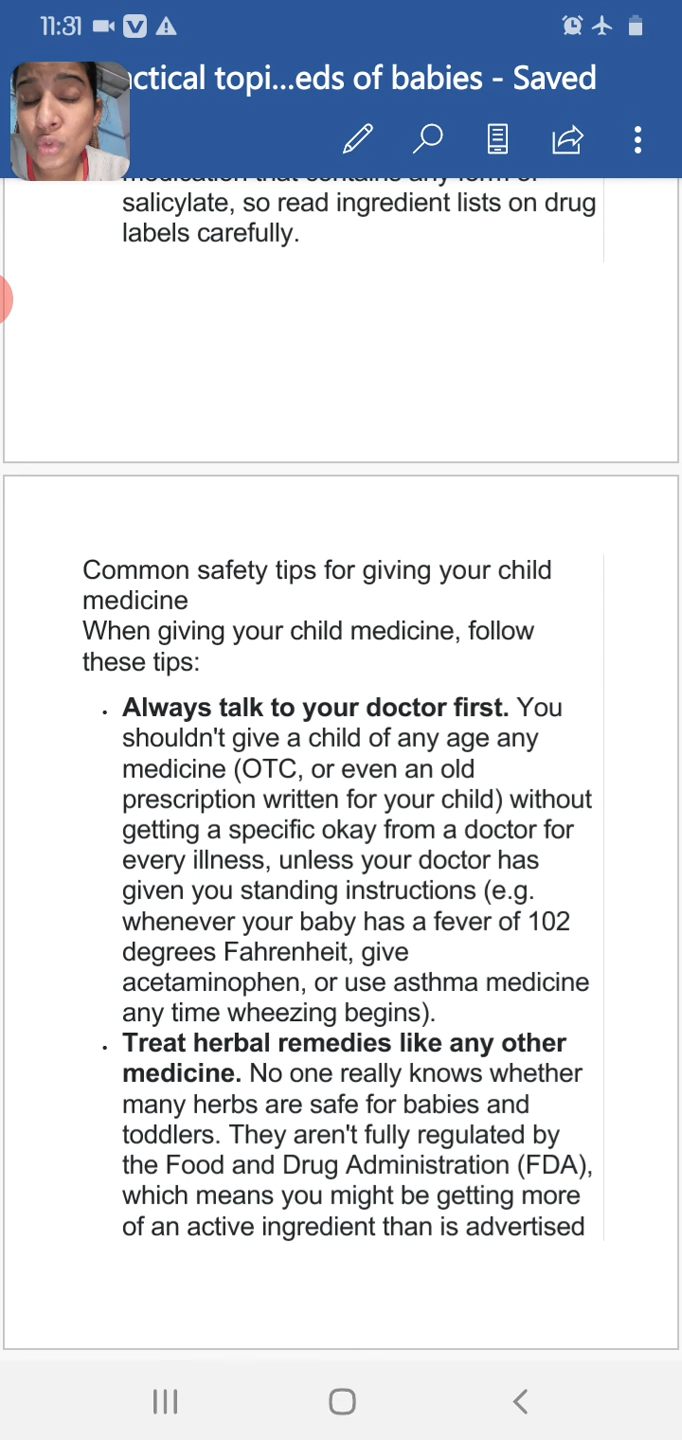 11:31
ctical topi...eds of babies - Saved
medication that contains any form of
salicylate, so read ingredient lists on drug
labels carefully.
Common safety tips for giving your child
medicine
When giving your child medicine, follow
these tips:
• Always talk to your doctor first. You
shouldn't give a child of any age any
medicine (OTC, or even an old
prescription written for your child) without
getting a specific okay from a doctor for
every illness, unless your doctor has
given you standing instructions (e.g.
whenever your baby has a fever of 102
degrees Fahrenheit, give
acetaminophen, or use asthma medicine
any time wheezing begins).
• Treat herbal remedies like any other
medicine. No one really knows whether
many herbs are safe for babies and
toddlers. They aren't fully regulated by
the Food and Drug Administration (FDA),
which means you might be getting more
of an active ingredient than is advertised